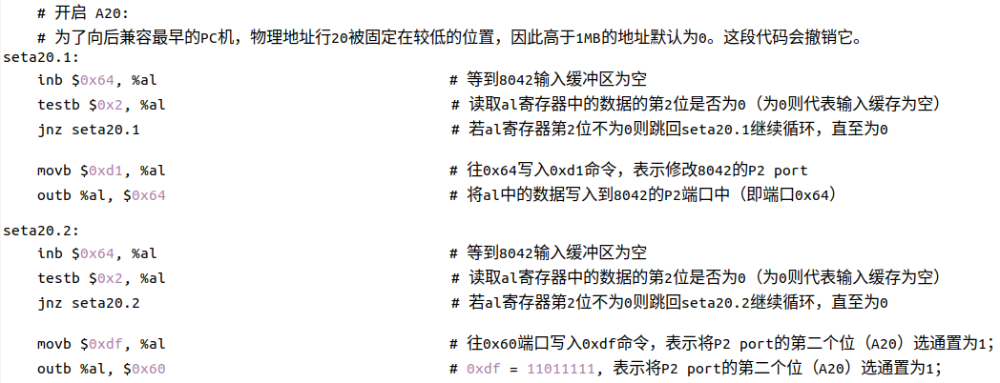 # 开启 A20:
# 为了向后兼容最早的PC机，物理地址行20被固定在较低的位置，因此高于1MB的地址默认为0。这段代码会撤销它。
seta20.1:
inb $0x64, %al # 等到8042输入缓冲区为空
testb $0x2, %al # 读取al寄存器中的数据的第2位是否为0（为0则代表输入缓存为空）
jnz seta20.1 # 若al寄存器第2位不为0则跳回seta20.1继续循环，直至为0
movb $0xd1, %al # 往0x64写入0xd1命令，表示修改8042的P2 port
outb %al, $0x64 # 将al中的数据写入到8042的P2端口中（即端口0x64）
seta20.2:
inb $0x64, %al # 等到8042输入缓冲区为空
testb $0x2, %al # 读取al寄存器中的数据的第2位是否为0（为0则代表输入缓存为空）
jnz seta20.2 # 若al寄存器第2位不为0则跳回seta20.2继续循环，直至为0
movb $0xdf, %al # 往0x60端口写入0xdf命令，表示将P2 port的第二个位（A20）选通置为1；
outb %al, $0x60 # 0xdf = 11011111, 表示将P2 port的第二个位（A20）选通置为1；